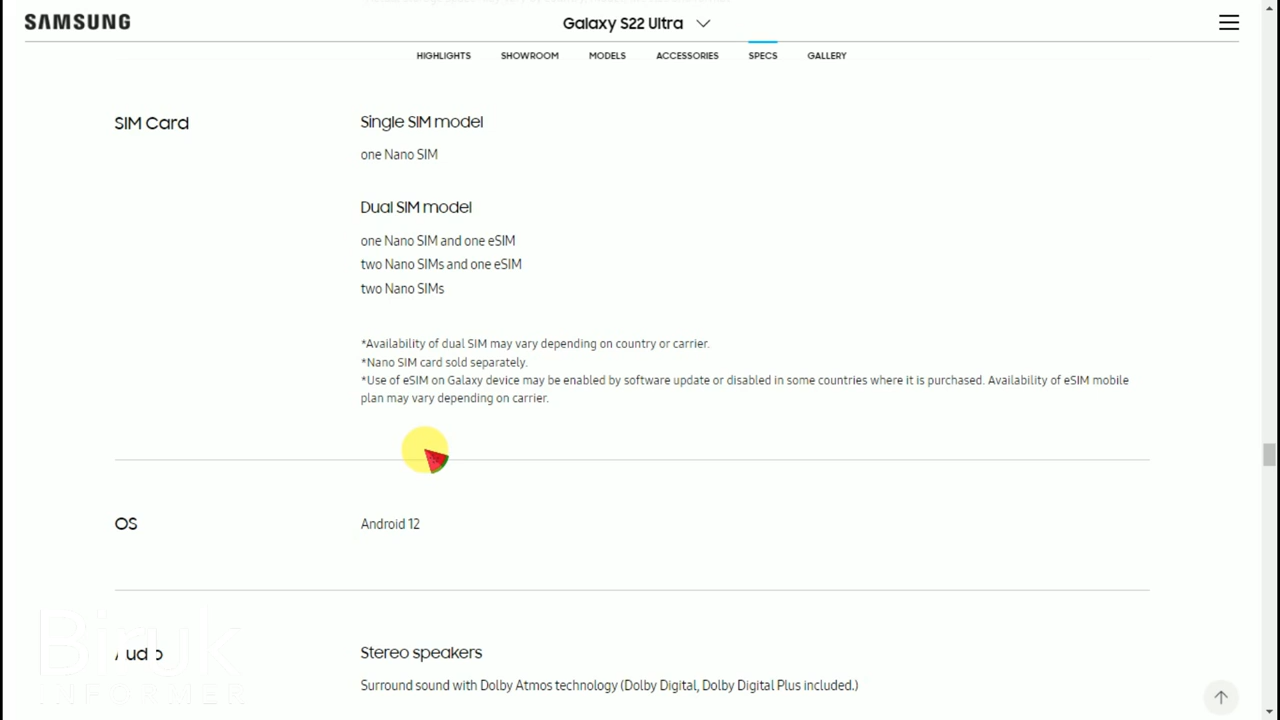 SAMSUNG
Galaxy S22 Ultra
HIGHLIGHTS SHOWROOM MODELS ACCESSORIES SPECS GALLERY
SIM Card
Single SIM model
one Nano SIM
Dual SIM model
one Nano SIM and one eSIM
two Nano SIMs and one eSIM
two Nano SIMs
*Availability of dual SIM may vary depending on country or carrier.
*Nano SIM card sold separately.
*Use of eSIM on Galaxy device may be enabled by software update or disabled in some countries where it is purchased. Availability of eSIM mobile
plan may vary depending on carrier.
OS
Android 12
Audio
Stereo speakers
Surround sound with Dolby Atmos technology (Dolby Digital, Dolby Digital Plus included.)
Biruk
INFORMER